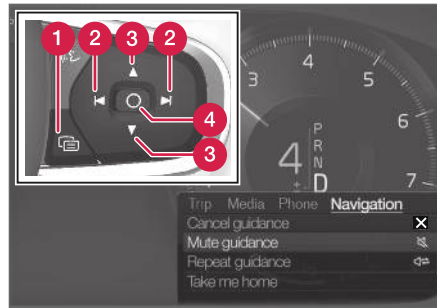 1
2
3
2
4
3
3
4
5
6
7
P
R
N
D
4
+
-
Trip Media Phone Navigation
Cancel guidance
Mute guidance
Repeat guidance
Take me home